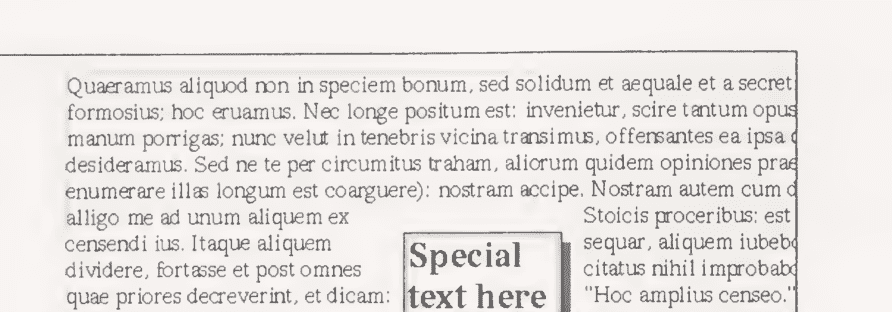 Quaeramus aliquod non in speciem bonum, sed solidum et aequale et a secret
formosius; hoc eruamus. Nec longe positum est: invenietur, scire tantum opus
manum porrigas; nunc velut in tenebris vicina transimus, offensantes ea ipsa
desideramus. Sed ne te per circumitus traham, aliorum quidem opiniones prae
enumerare illas longum est coarguere): nostram accipe. Nostram autem cum d
alligo me ad unum aliquem ex
censendi ius. Itaque aliquem
dividere, fortasse et post omnes
quae priores decreverint, et dicam:
Special
text here
Stoicis proceribus; est
sequar, aliquem iubeb
citatus nihil improbab
"Hoc amplius censeo."